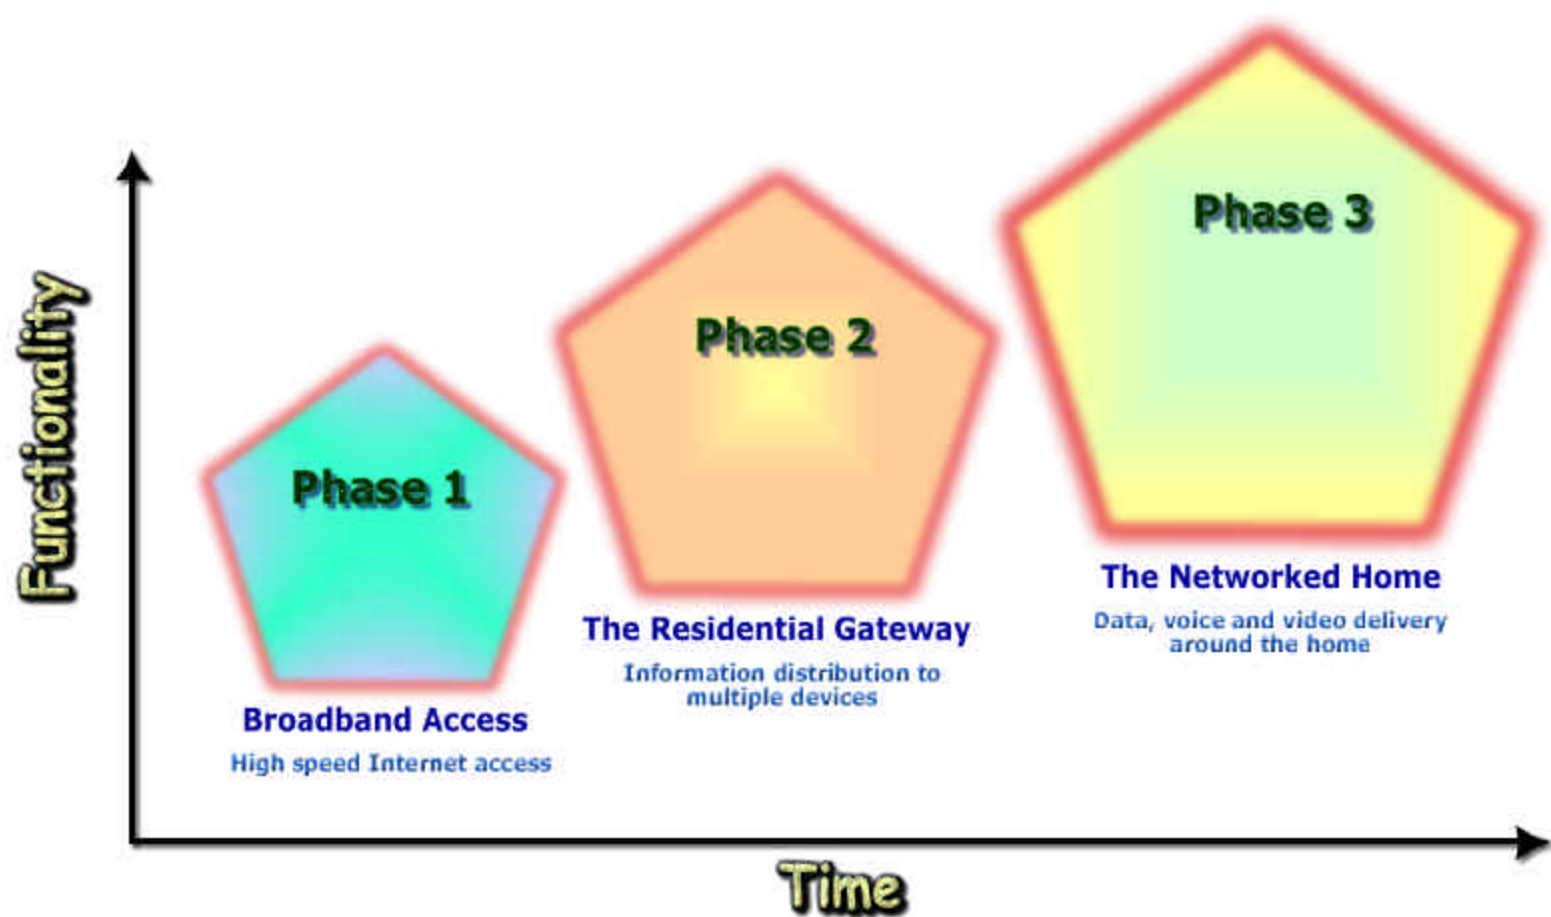 Functionality
Phase 1
Broadband Access
High speed Internet access
Phase 2
The Residential Gateway
Information distribution to
multiple devices
Phase 3
The Networked Home
Data, voice and video delivery
around the home
Time